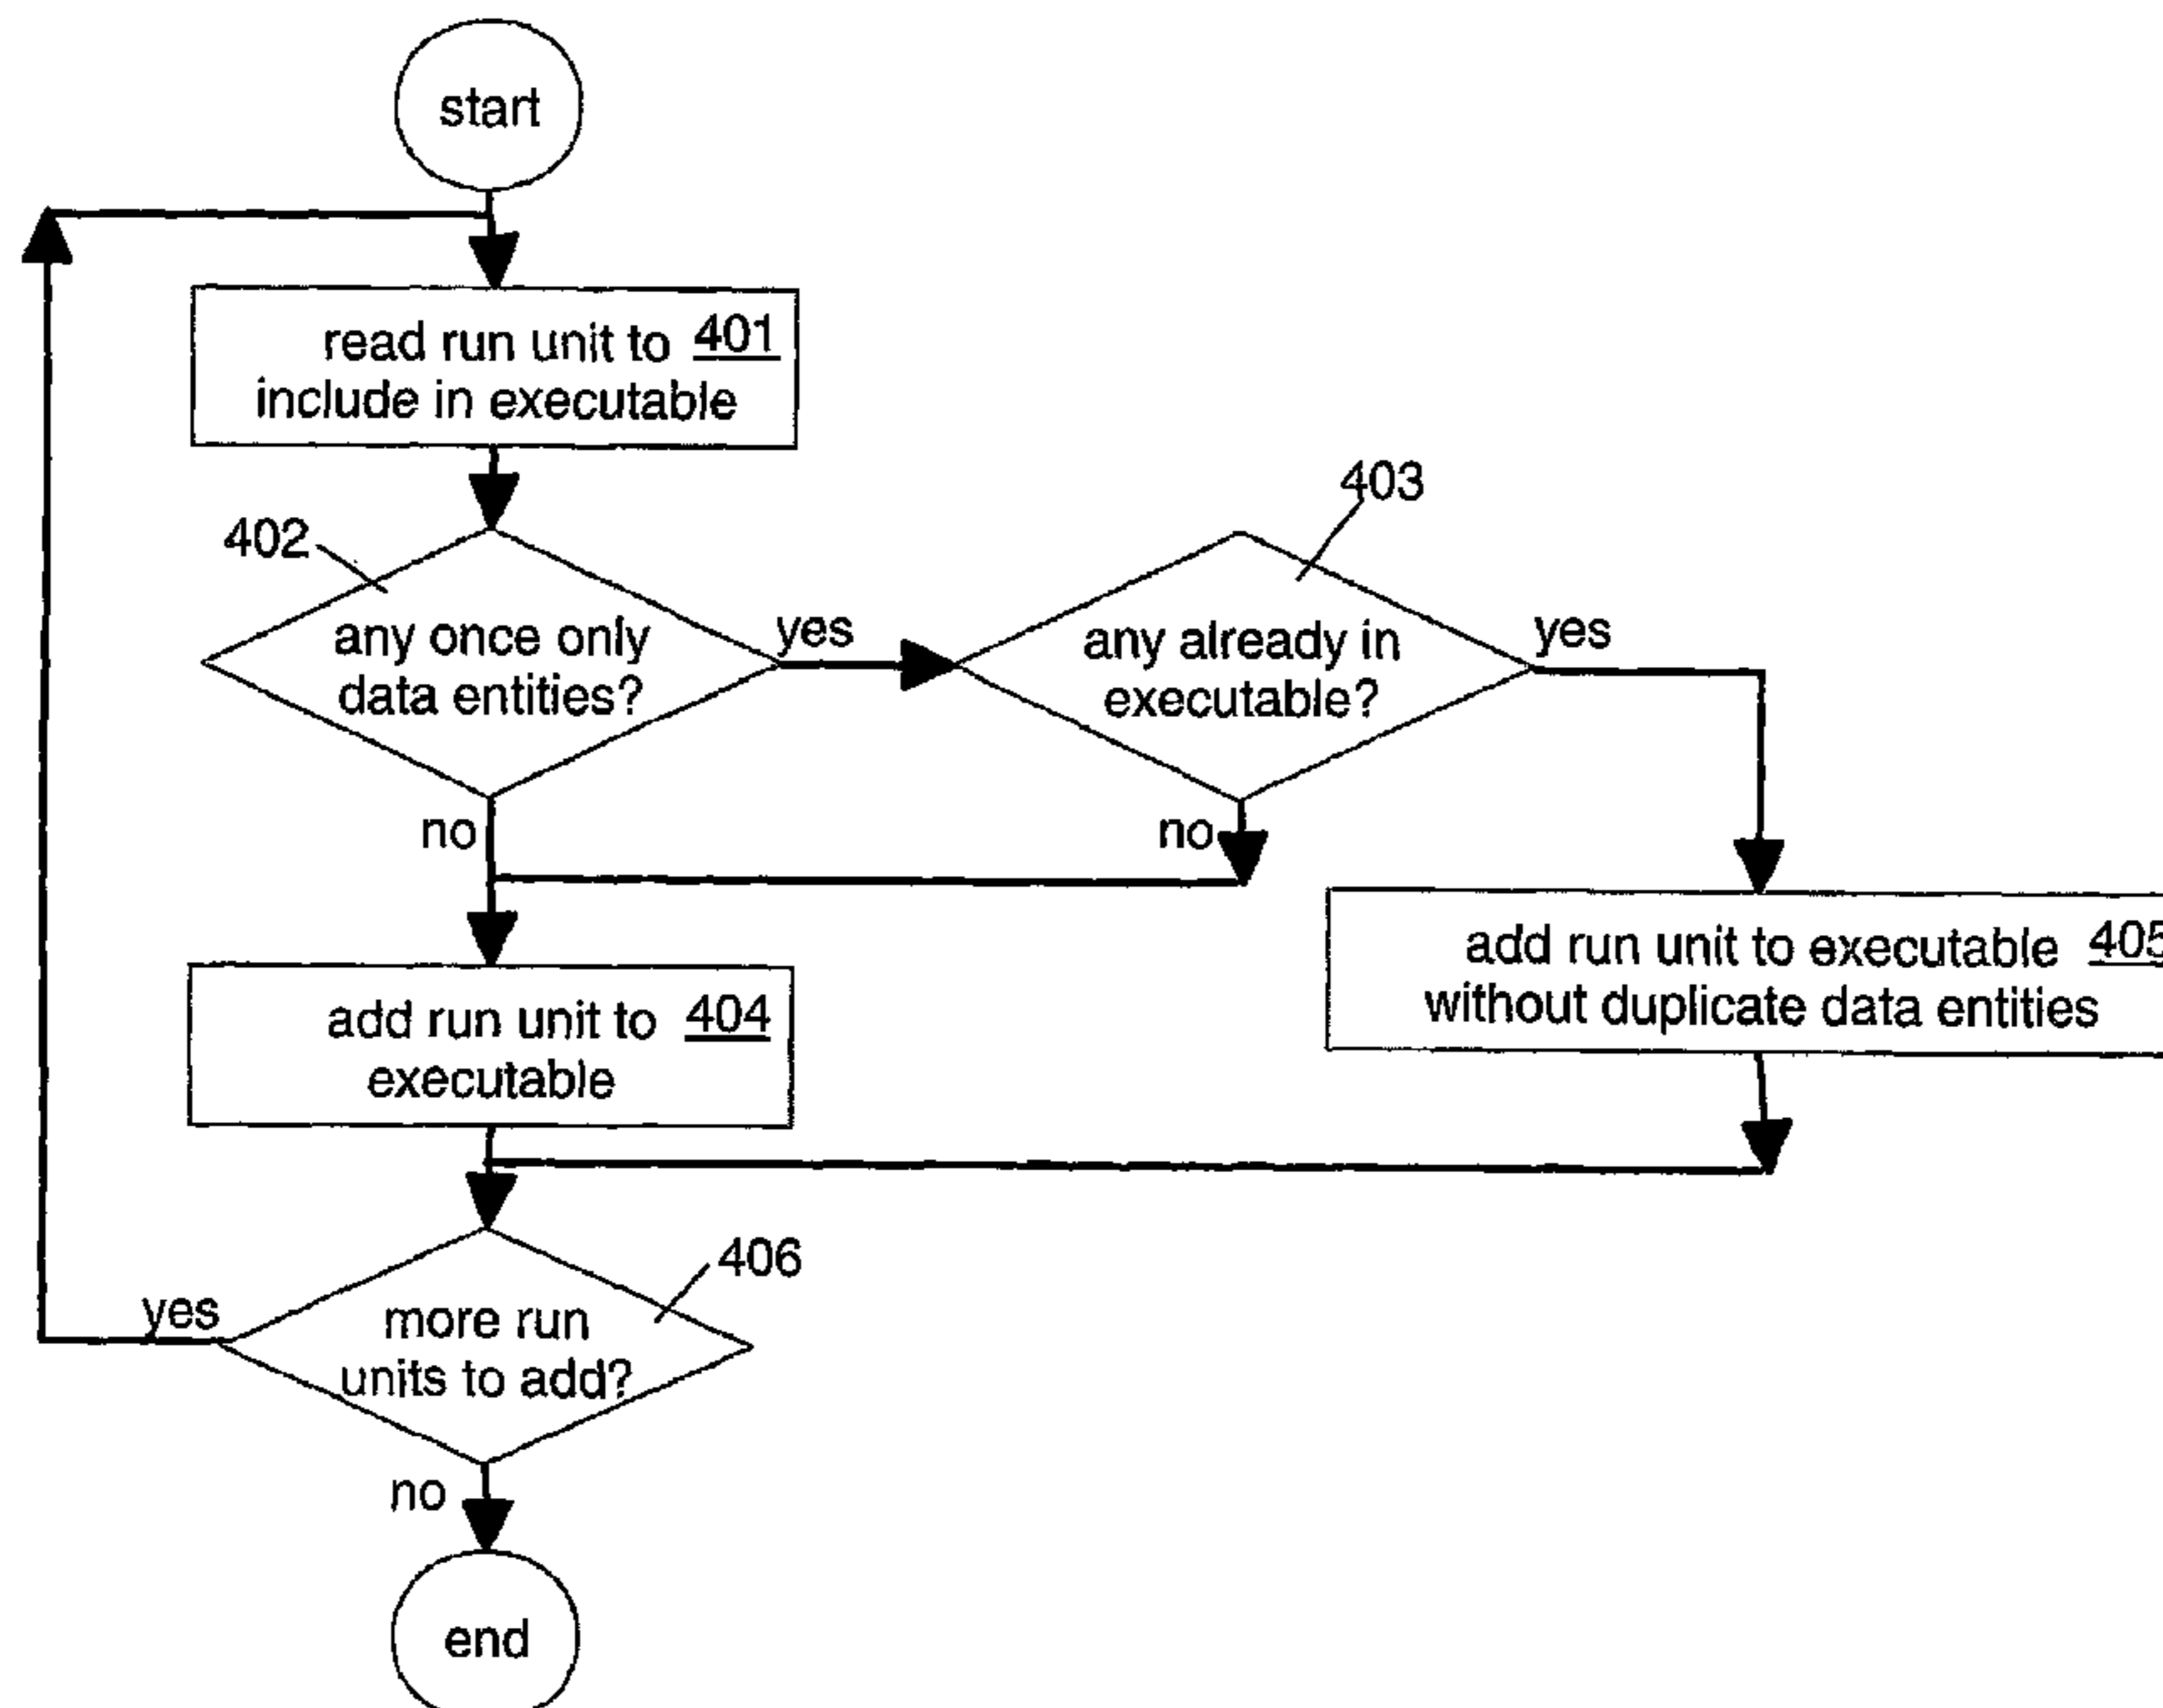 start
read run unit to 401
include in executable
402
any once only
data entities?
yes
403
any already in
executable?
yes
no
no
add run unit to executable 405
without duplicate data entities
add run unit to 404
executable
406
more run
units to add?
yes
no
end